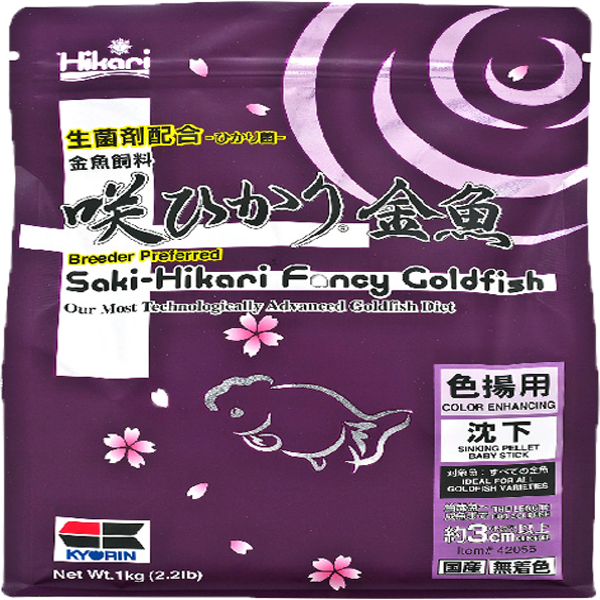 Hikari
生菌剤配合 -ひかり菌-
金魚飼料
咲ひかり® 金魚
Breeder Preferred
Saki-Hikari Fancy Goldfish
Our Most Technologically Advanced Goldfish Diet
色揚用
COLOR ENHANCING
沈下
SINKING PELLET
BABY STICK
対象魚：すべての金魚
IDEAL FOR ALL
GOLDFISH VARIETIES
約3cm以上
Item# 42055
国産 無着色
KYORIN
Net Wt.1kg (2.2lb)